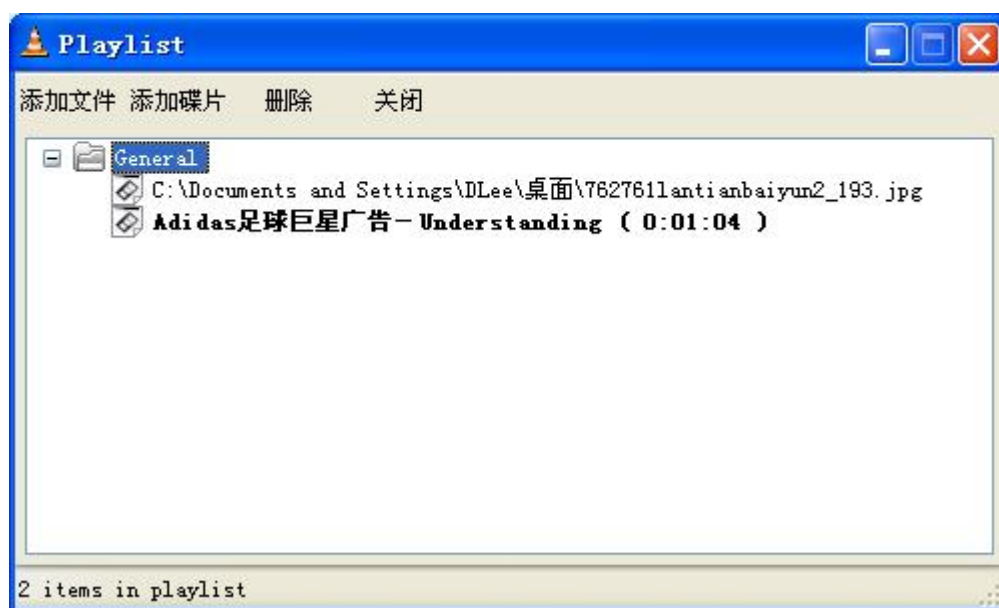 Playlist
添加文件 添加碟片 删除 关闭
General
C:\Documents and Settings\DLee\桌面\762761lantianbaiyun2_193.jpg
Adidas足球巨星广告－Understanding ( 0:01:04 )
2 items in playlist